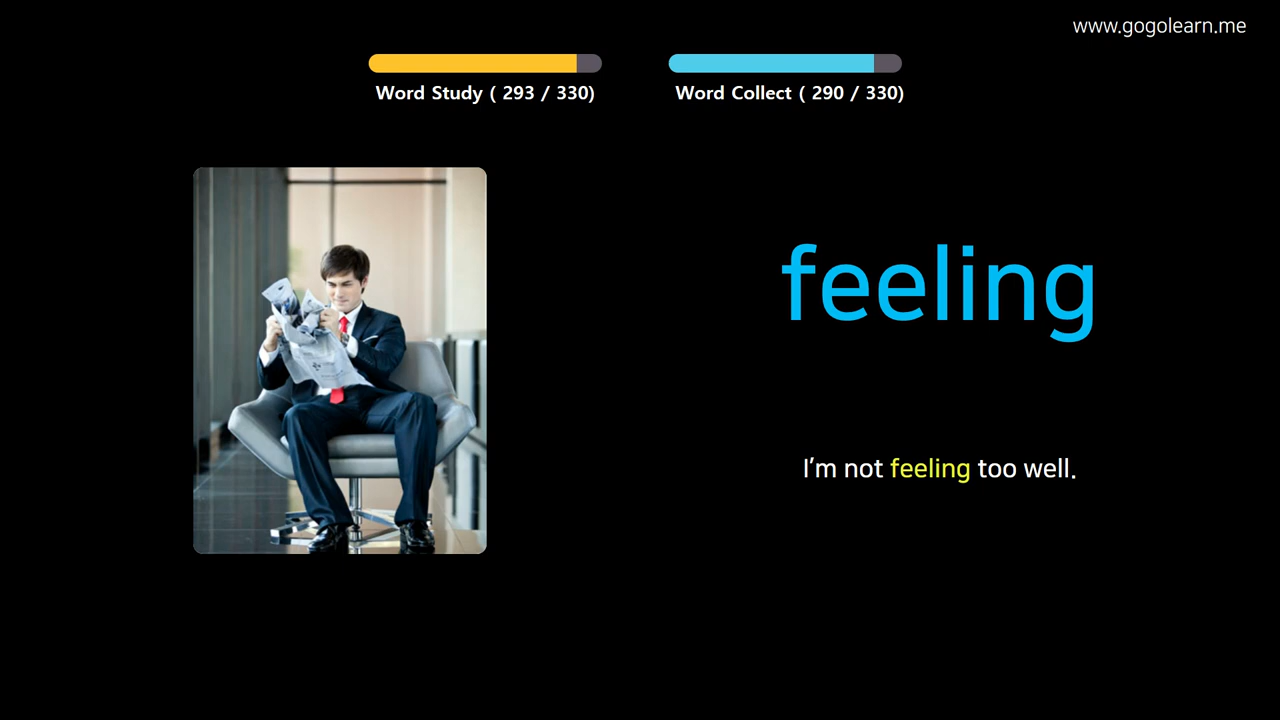 www.gogolearn.me
Word Study ( 293 / 330)
Word Collect ( 290 / 330)
feeling
I'm not feeling too well.